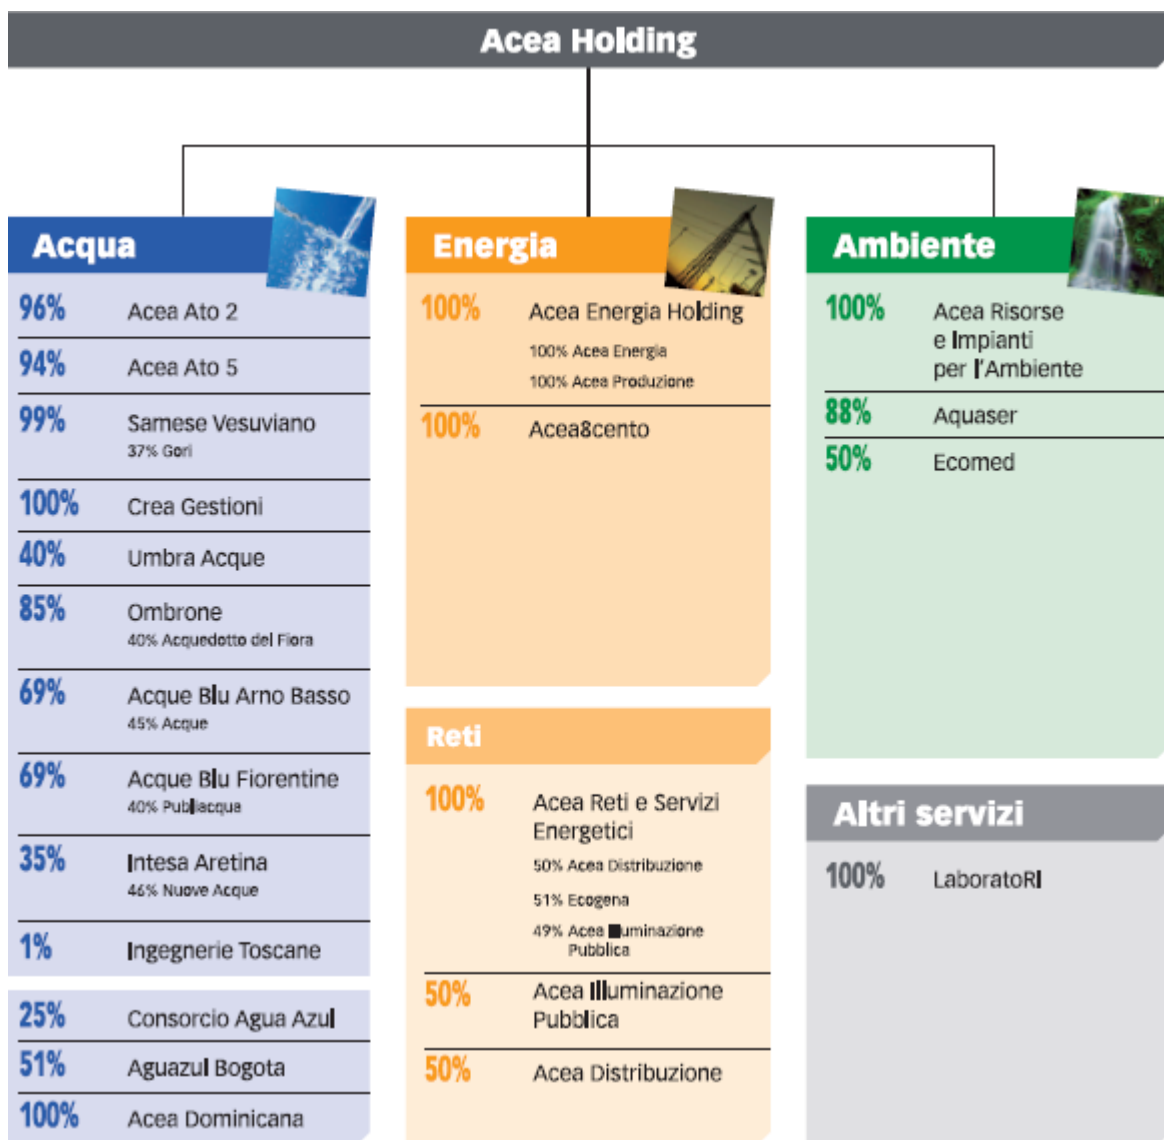 Acea Holding
Acqua
96% Acea Ato 2
94% Acea Ato 5
99% Sarnese Vesuviano
37% Gori
100% Crea Gestioni
40% Umbra Acque
85% Ombrone
40% Acquedotto del Fiora
69% Acque Blu Arno Basso
45% Acque
69% Acque Blu Fiorentine
40% Publiacqua
35% Intesa Aretina
46% Nuove Acque
1% Ingegnerie Toscane
25% Consorcio Agua Azul
51% Aguazul Bogota
100% Acea Dominicana
Energia
100% Acea Energia Holding
100% Acea Energia
100% Acea Produzione
100% Acea8cento
Reti
100% Acea Reti e Servizi
Energetici
50% Acea Distribuzione
51% Ecogena
49% Acea Illuminazione
Pubblica
50% Acea Illuminazione
Pubblica
50% Acea Distribuzione
Ambiente
100% Acea Risorse
e Impianti
per l'Ambiente
88% Aquaser
50% Ecomed
Altri servizi
100% LaboratoRI